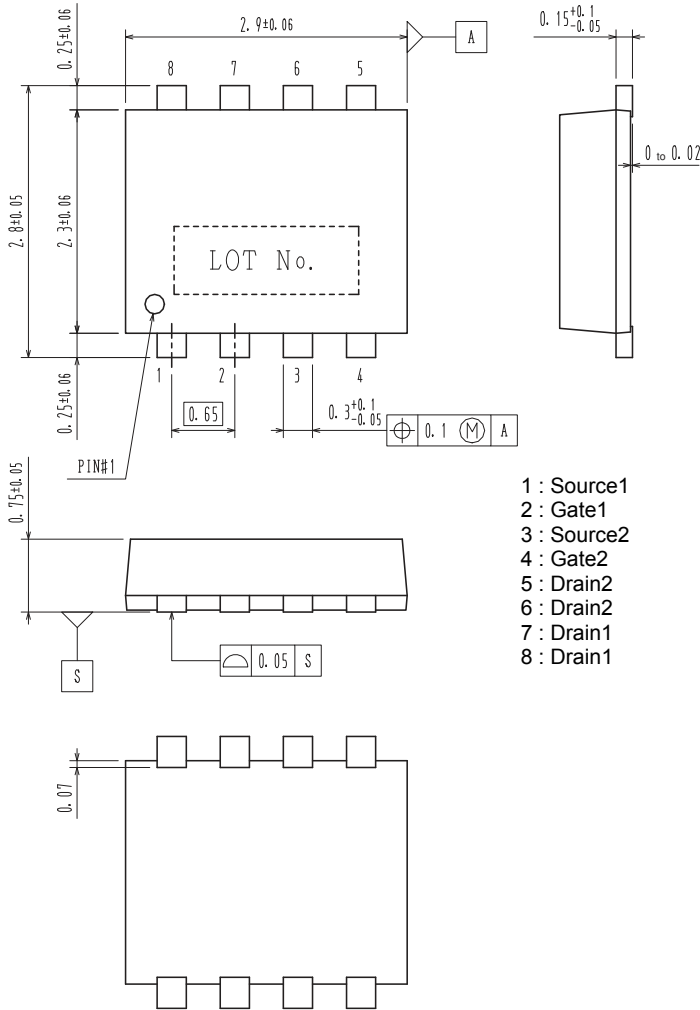 2.9±0.06
A
0.25±0.06
8 7 6 5
2.8±0.05
2.3±0.06
LOT No.
1 2 3 4
0.25±0.06
0.65
0.3+0.1
-0.05
0.1 Ⓜ A
PIN#1
0.15+0.1
-0.05
0 to 0.02
0.75±0.05
S
0.05 S
1 : Source1
2 : Gate1
3 : Source2
4 : Gate2
5 : Drain2
6 : Drain2
7 : Drain1
8 : Drain1
0.07